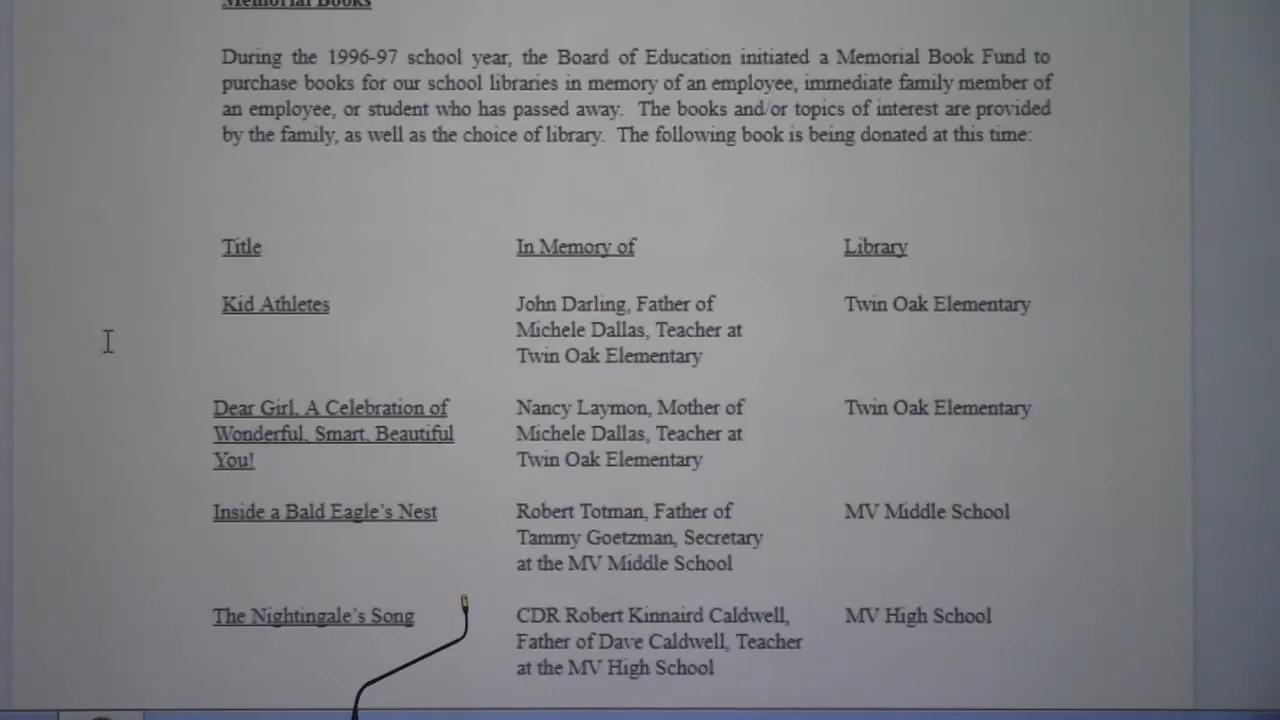 Memorial Books
During the 1996-97 school year, the Board of Education initiated a Memorial Book Fund to
purchase books for our school libraries in memory of an employee, immediate family member of
an employee, or student who has passed away. The books and/or topics of interest are provided
by the family, as well as the choice of library. The following book is being donated at this time:
Title In Memory of Library
Kid Athletes John Darling, Father of Twin Oak Elementary
Michele Dallas, Teacher at
Twin Oak Elementary
Dear Girl, A Celebration of Nancy Laymon, Mother of Twin Oak Elementary
Wonderful, Smart, Beautiful Michele Dallas, Teacher at
You! Twin Oak Elementary
Inside a Bald Eagle's Nest Robert Totman, Father of MV Middle School
Tammy Goetzman, Secretary
at the MV Middle School
The Nightingale's Song CDR Robert Kinnaird Caldwell, MV High School
Father of Dave Caldwell, Teacher
at the MV High School